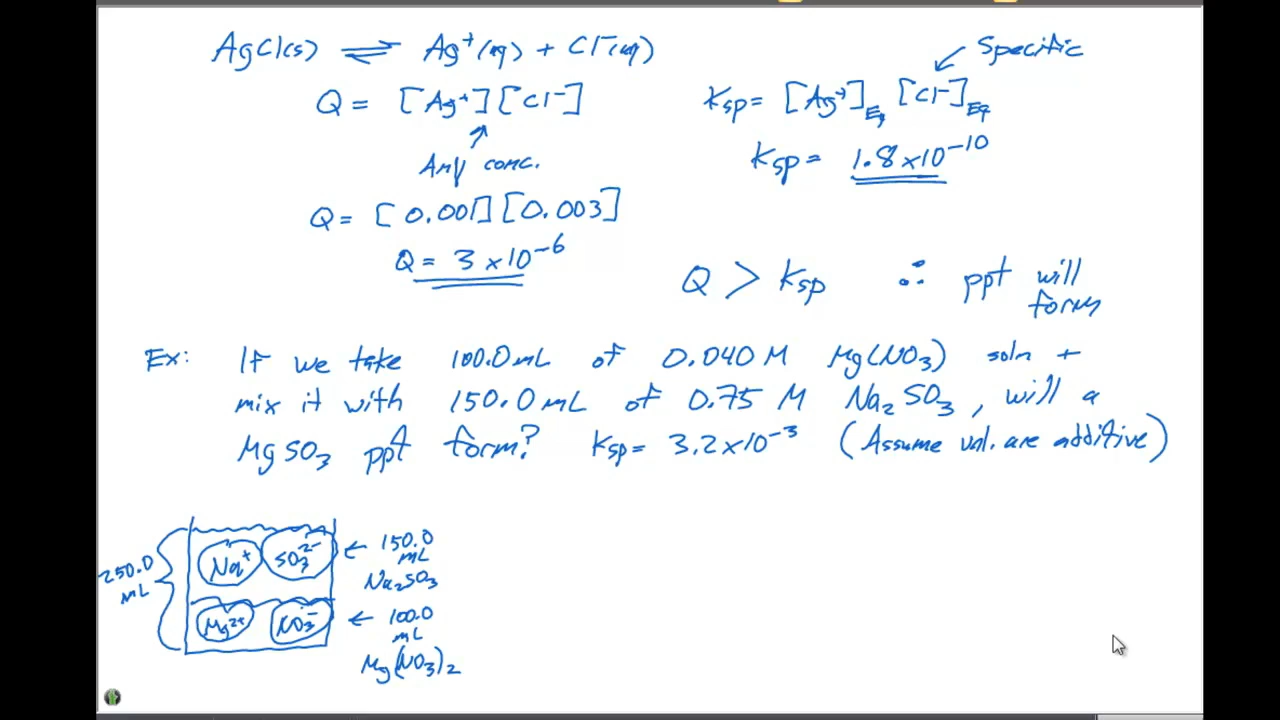 AgCl(s) ⇌ Ag⁺(aq) + Cl⁻(aq)
Specific
Q = [Ag⁺][Cl⁻]
Ksp = [Ag⁺]Eq [Cl⁻]Eq
Any conc.
Ksp = 1.8 x 10⁻¹⁰
Q = [0.001][0.003]
Q = 3 x 10⁻⁶
Q > Ksp ∴ ppt will
form
Ex: If we take 100.0 mL of 0.040 M Mg(NO₃) soln +
mix it with 150.0 mL of 0.75 M Na₂SO₃, will a
MgSO₃ ppt form? Ksp = 3.2 x 10⁻³ (Assume vol. are additive)
250.0
mL
Na⁺ SO₃²⁻
← 150.0
mL
Na₂SO₃
Mg²⁺ NO₃⁻
← 100.0
mL
Mg(NO₃)₂